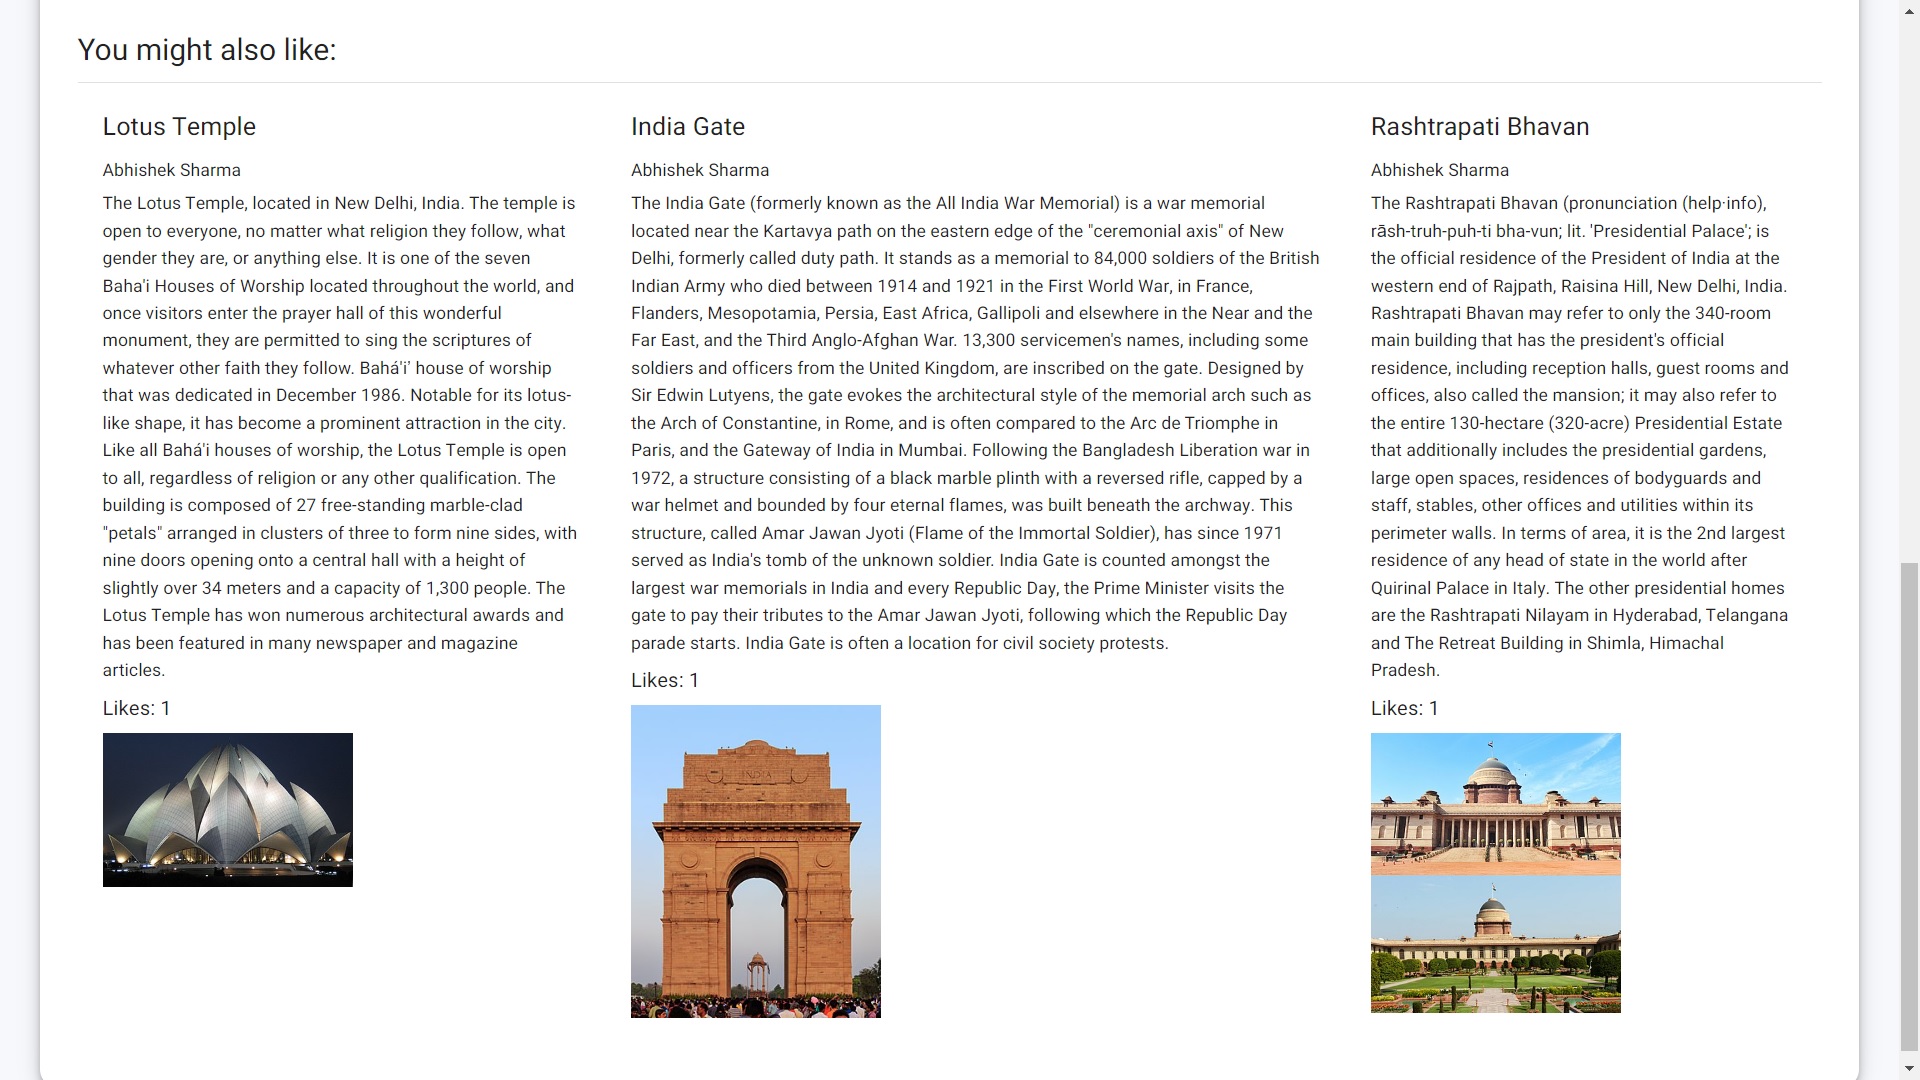 You might also like:
Lotus Temple
Abhishek Sharma
The Lotus Temple, located in New Delhi, India. The temple is
open to everyone, no matter what religion they follow, what
gender they are, or anything else. It is one of the seven
Baha'i Houses of Worship located throughout the world, and
once visitors enter the prayer hall of this wonderful
monument, they are permitted to sing the scriptures of
whatever other faith they follow. Bahá'i' house of worship
that was dedicated in December 1986. Notable for its lotus-
like shape, it has become a prominent attraction in the city.
Like all Bahá'i houses of worship, the Lotus Temple is open
to all, regardless of religion or any other qualification. The
building is composed of 27 free-standing marble-clad
"petals" arranged in clusters of three to form nine sides, with
nine doors opening onto a central hall with a height of
slightly over 34 meters and a capacity of 1,300 people. The
Lotus Temple has won numerous architectural awards and
has been featured in many newspaper and magazine
articles.
Likes: 1
India Gate
Abhishek Sharma
The India Gate (formerly known as the All India War Memorial) is a war memorial
located near the Kartavya path on the eastern edge of the "ceremonial axis" of New
Delhi, formerly called duty path. It stands as a memorial to 84,000 soldiers of the British
Indian Army who died between 1914 and 1921 in the First World War, in France,
Flanders, Mesopotamia, Persia, East Africa, Gallipoli and elsewhere in the Near and the
Far East, and the Third Anglo-Afghan War. 13,300 servicemen's names, including some
soldiers and officers from the United Kingdom, are inscribed on the gate. Designed by
Sir Edwin Lutyens, the gate evokes the architectural style of the memorial arch such as
the Arch of Constantine, in Rome, and is often compared to the Arc de Triomphe in
Paris, and the Gateway of India in Mumbai. Following the Bangladesh Liberation war in
1972, a structure consisting of a black marble plinth with a reversed rifle, capped by a
war helmet and bounded by four eternal flames, was built beneath the archway. This
structure, called Amar Jawan Jyoti (Flame of the Immortal Soldier), has since 1971
served as India's tomb of the unknown soldier. India Gate is counted amongst the
largest war memorials in India and every Republic Day, the Prime Minister visits the
gate to pay their tributes to the Amar Jawan Jyoti, following which the Republic Day
parade starts. India Gate is often a location for civil society protests.
Likes: 1
INDIA
Rashtrapati Bhavan
Abhishek Sharma
The Rashtrapati Bhavan (pronunciation (help·info),
rāsh-truh-puh-ti bha-vun; lit. 'Presidential Palace'; is
the official residence of the President of India at the
western end of Rajpath, Raisina Hill, New Delhi, India.
Rashtrapati Bhavan may refer to only the 340-room
main building that has the president's official
residence, including reception halls, guest rooms and
offices, also called the mansion; it may also refer to
the entire 130-hectare (320-acre) Presidential Estate
that additionally includes the presidential gardens,
large open spaces, residences of bodyguards and
staff, stables, other offices and utilities within its
perimeter walls. In terms of area, it is the 2nd largest
residence of any head of state in the world after
Quirinal Palace in Italy. The other presidential homes
are the Rashtrapati Nilayam in Hyderabad, Telangana
and The Retreat Building in Shimla, Himachal
Pradesh.
Likes: 1